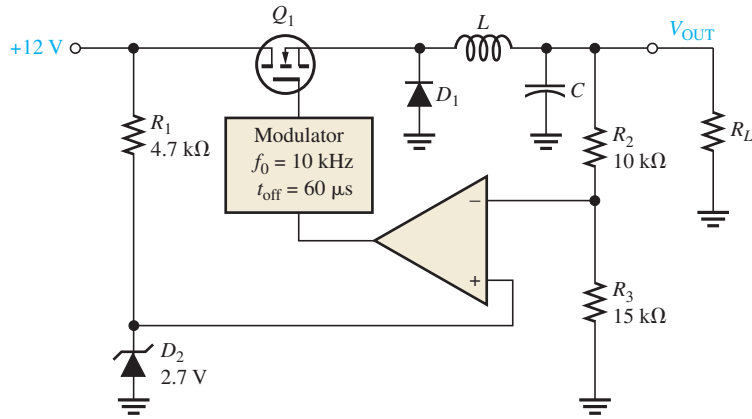 Q1
+12 V
L
VOUT
D1
C
R1
4.7 kΩ
Modulator
f0 = 10 kHz
toff = 60 μs
R2
10 kΩ
RL
−
+
R3
15 kΩ
D2
2.7 V